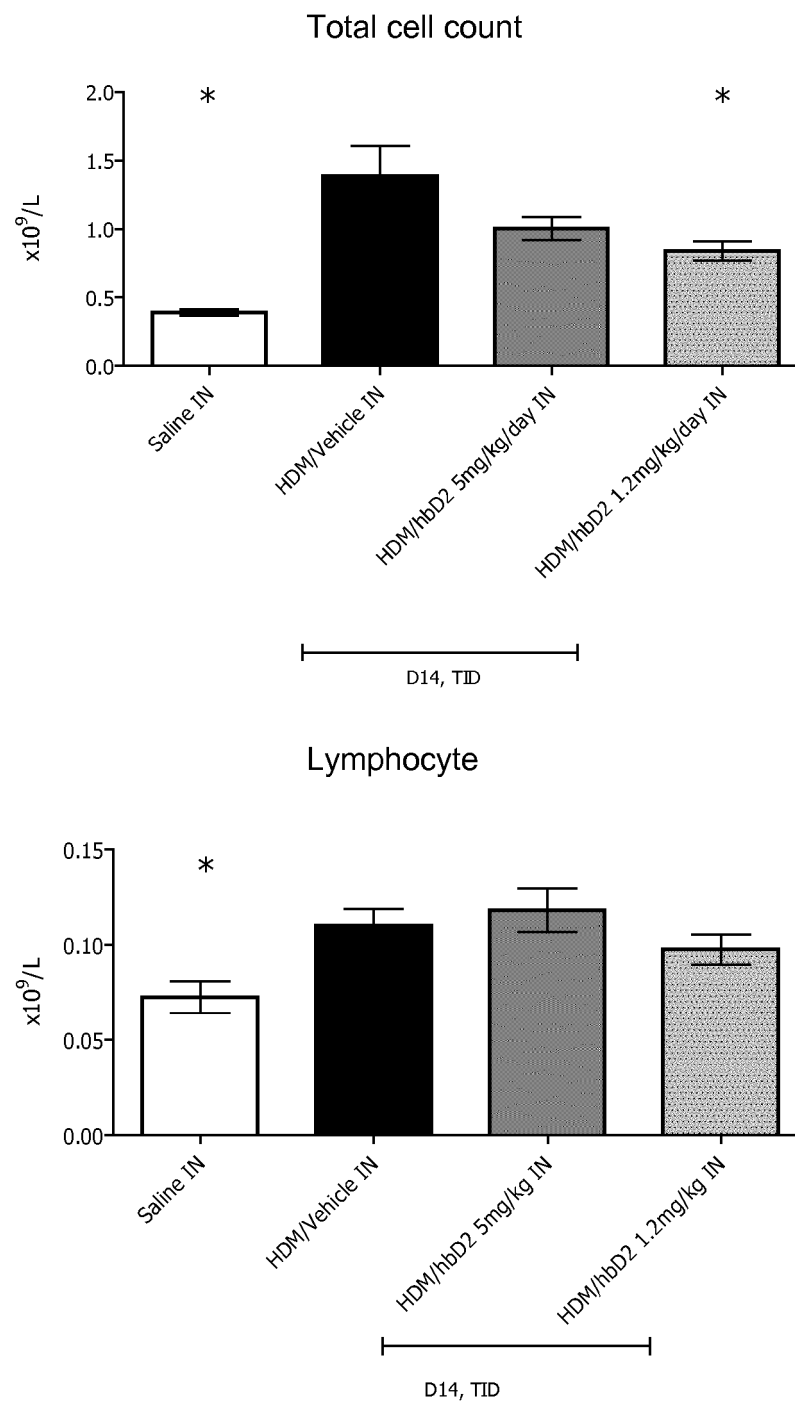 Total cell count
x10⁹/L
2.0
1.5
1.0
0.5
0.0
*
*
Saline IN
HDM/Vehicle IN
HDM/hbD2 5mg/kg/day IN
HDM/hbD2 1.2mg/kg/day IN
D14, TID
Lymphocyte
x10⁹/L
0.15
0.10
0.05
0.00
*
Saline IN
HDM/Vehicle IN
HDM/hbD2 5mg/kg IN
HDM/hbD2 1.2mg/kg IN
D14, TID